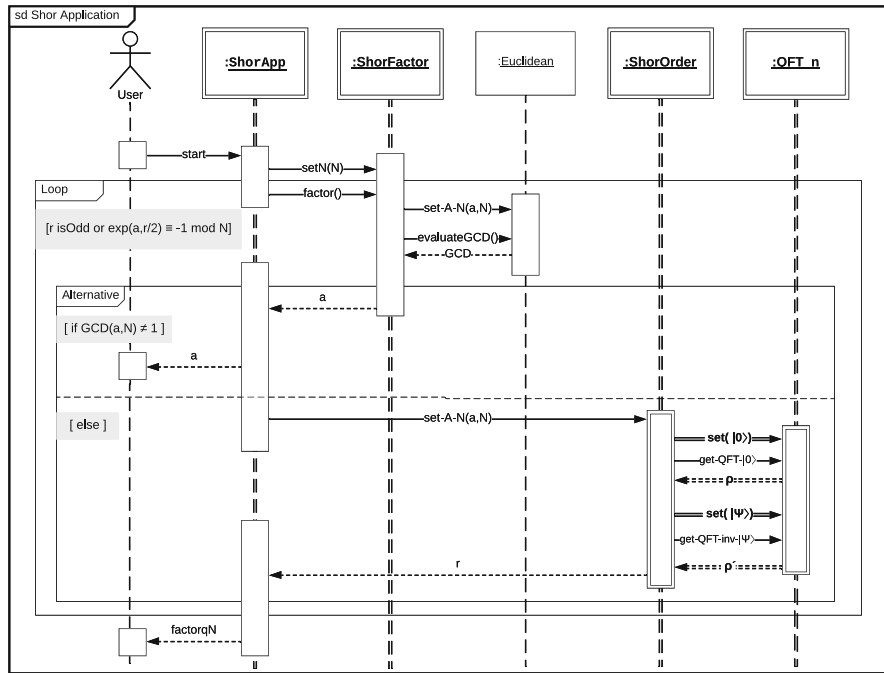 sd Shor Application
User
:ShorApp
:ShorFactor
:Euclidean
:ShorOrder
:QFT_n
start
setN(N)
Loop
factor()
set-A-N(a,N)
[r isOdd or exp(a,r/2) ≡ -1 mod N]
evaluateGCD()
GCD
Alternative
a
[ if GCD(a,N) ≠ 1 ]
a
[ else ]
set-A-N(a,N)
set( |0⟩)
get-QFT-|0⟩
ρ
set( |Ψ⟩)
get-QFT-inv-|Ψ⟩
r
ρ´
factorqN